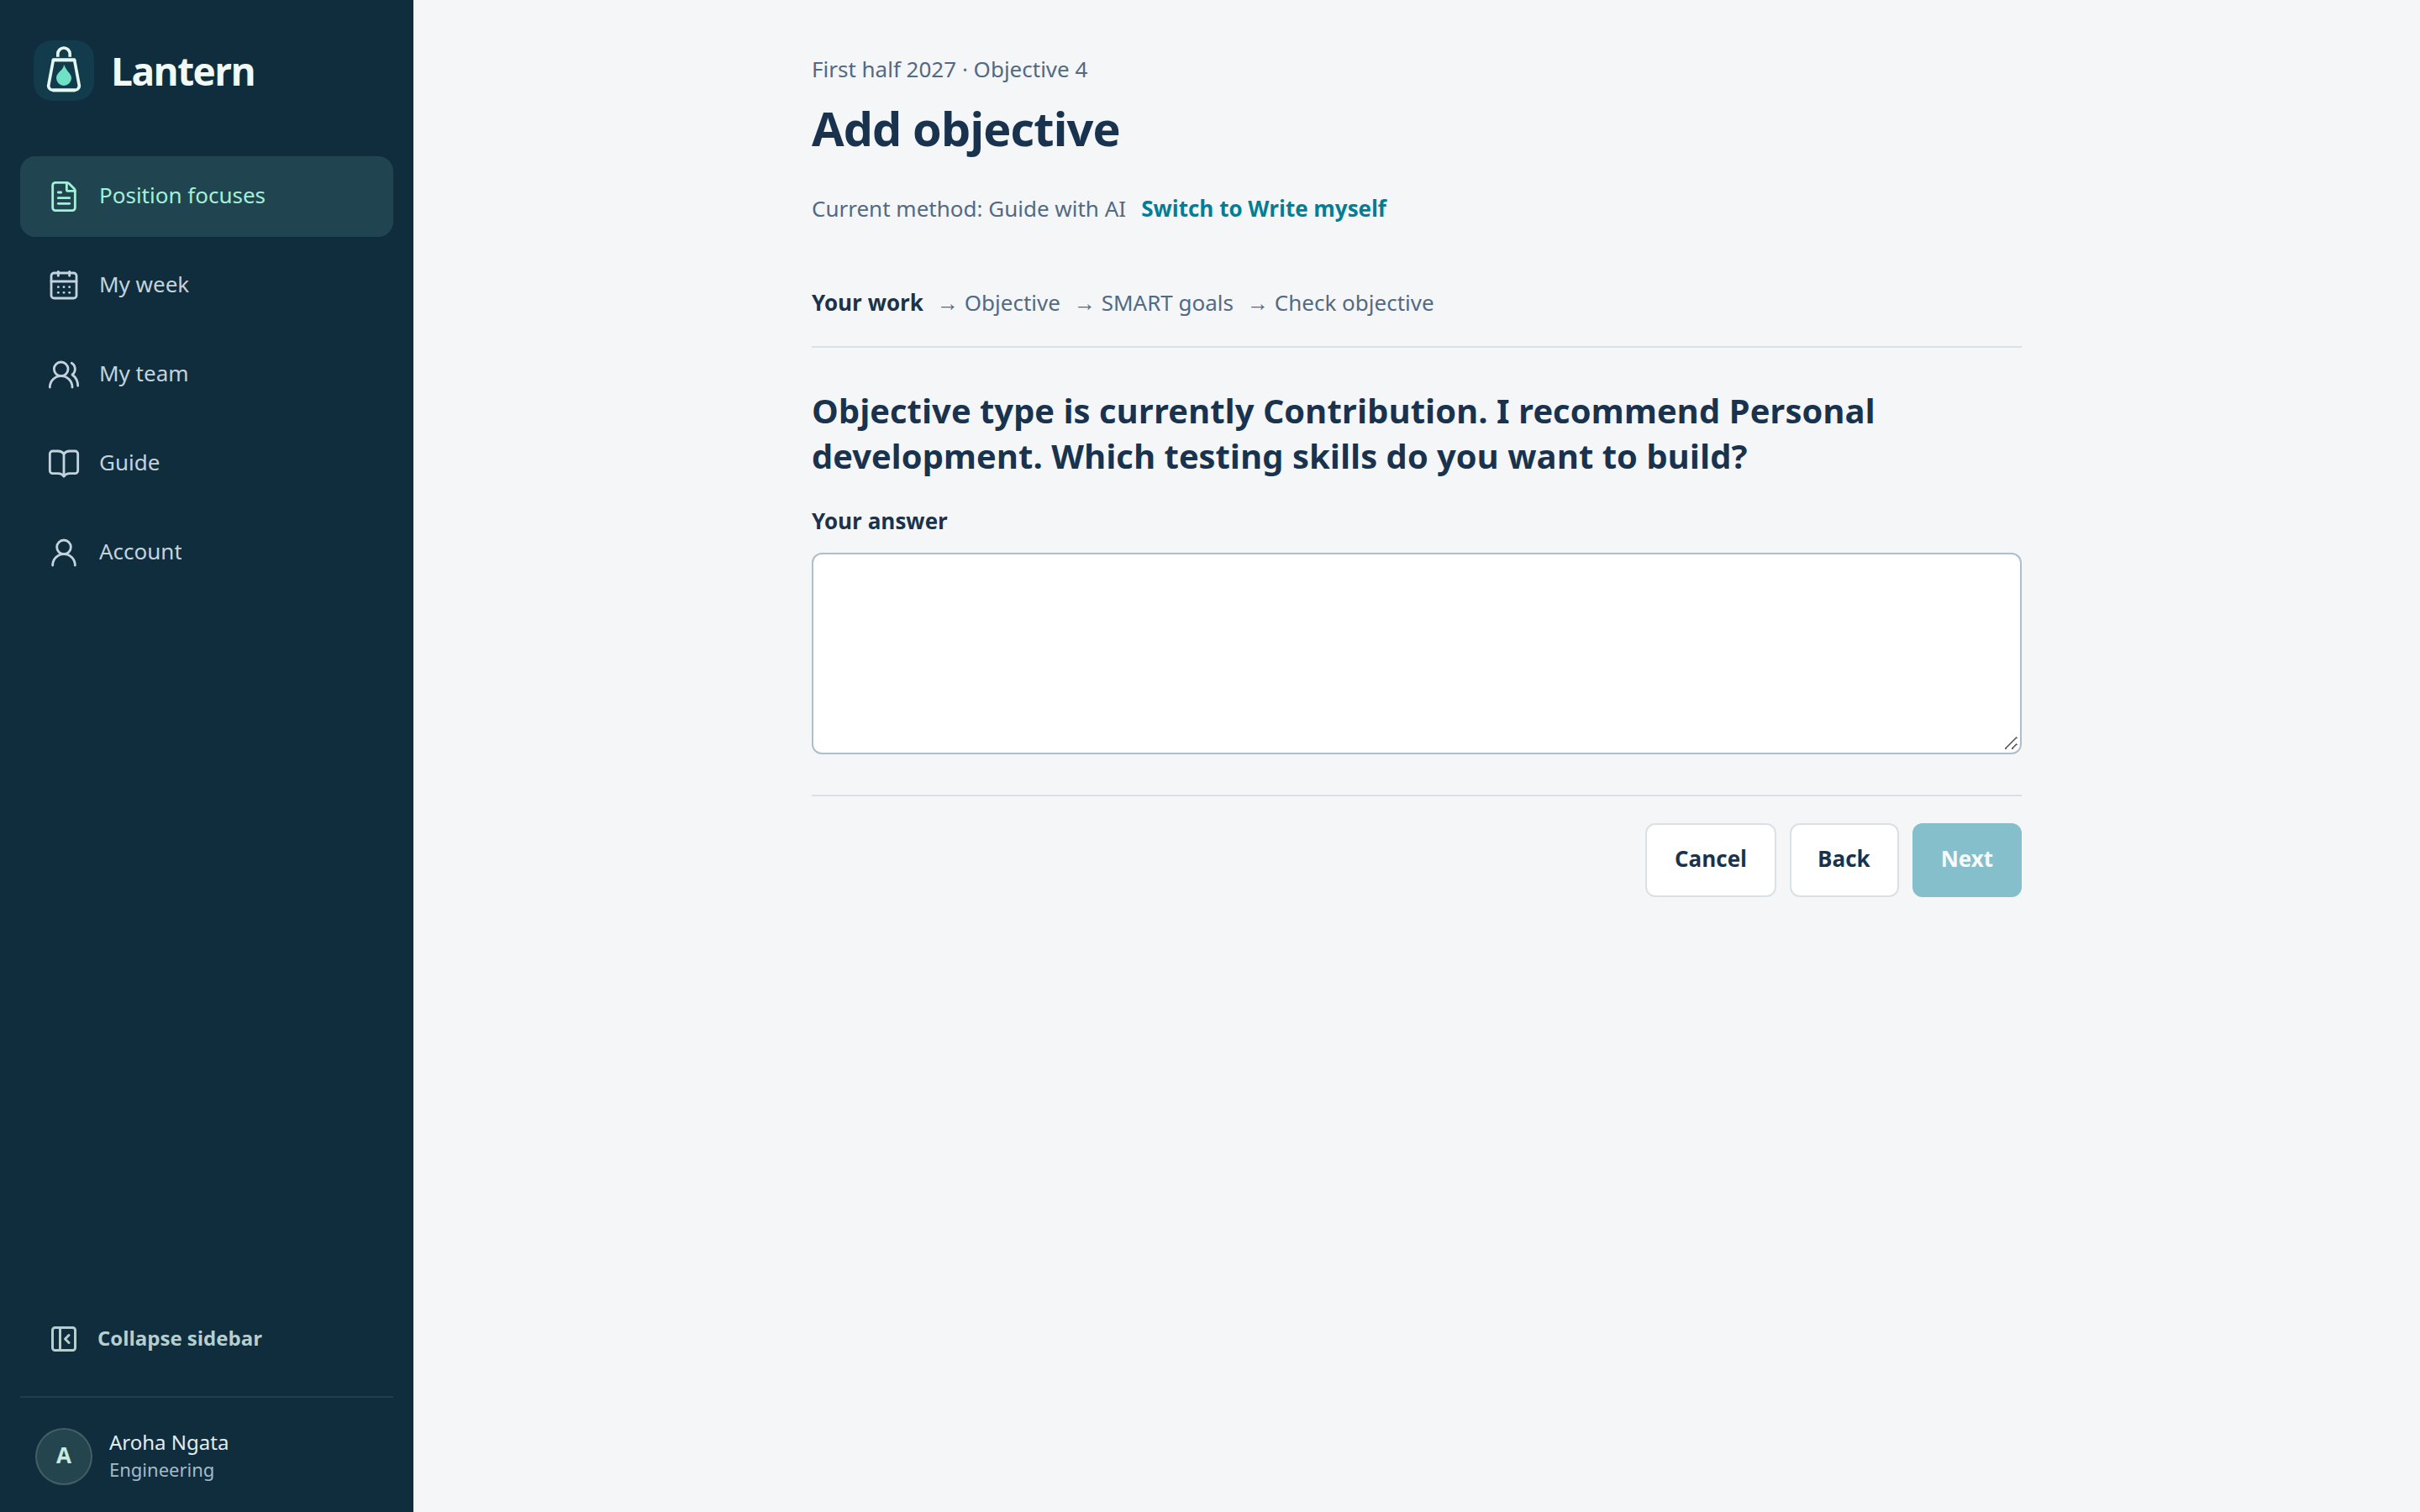 Lantern
Position focuses
My week
My team
Guide
Account
Collapse sidebar
A
Aroha Ngata
Engineering
First half 2027 · Objective 4
Add objective
Current method: Guide with AI Switch to Write myself
Your work → Objective → SMART goals → Check objective
Objective type is currently Contribution. I recommend Personal
development. Which testing skills do you want to build?
Your answer
Cancel Back Next